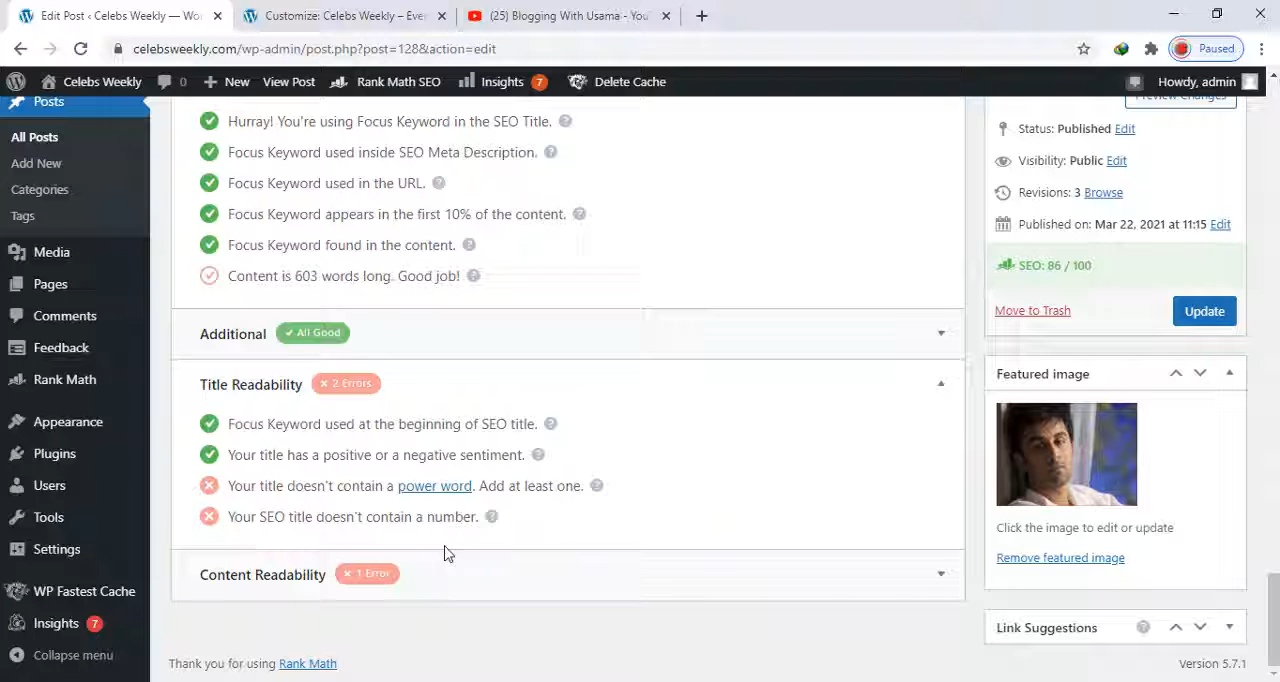 Edit Post ‹ Celebs Weekly — Wo
Customize: Celebs Weekly – Ever
(25) Blogging With Usama - You
celebsweekly.com/wp-admin/post.php?post=128&action=edit
Paused
Celebs Weekly
0
New
View Post
Rank Math SEO
Insights
7
Delete Cache
Howdy, admin
Posts
All Posts
Add New
Categories
Tags
Media
Pages
Comments
Feedback
Rank Math
Appearance
Plugins
Users
Tools
Settings
WP Fastest Cache
Insights 7
Collapse menu
Hurray! You're using Focus Keyword in the SEO Title.
Focus Keyword used inside SEO Meta Description.
Focus Keyword used in the URL.
Focus Keyword appears in the first 10% of the content.
Focus Keyword found in the content.
Content is words long. Good job!
Additional All Good
Title Readability × 2 Errors
Focus Keyword used at the beginning of SEO title.
Your title has a positive or a negative sentiment.
Your title doesn't contain a power word. Add at least one.
Your SEO title doesn't contain a number.
Content Readability × 1 Error
Thank you for using Rank Math
Preview Changes
Status: Published Edit
Visibility: Public Edit
Revisions: 3 Browse
Published on: Mar 22, 2021 at 11:15 Edit
SEO: 86 / 100
Move to Trash
Update
Featured image
Click the image to edit or update
Remove featured image
Link Suggestions
Version 5.7.1